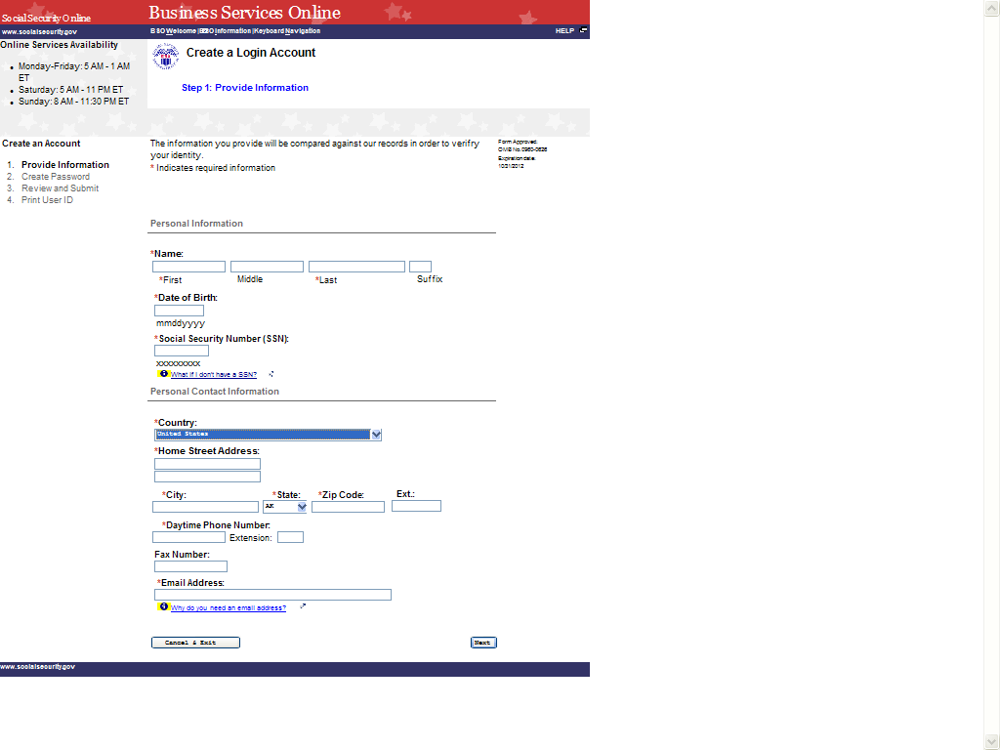 Social Security Online
Business Services Online
www.socialsecurity.gov
BSO Welcome | BSO Information | Keyboard Navigation
HELP
Online Services Availability
Monday-Friday: 5 AM - 1 AM
ET
Saturday: 5 AM - 11 PM ET
Sunday: 8 AM - 11:30 PM ET
Create a Login Account
Step 1: Provide Information
Create an Account
1. Provide Information
2. Create Password
3. Review and Submit
4. Print User ID
The information you provide will be compared against our records in order to verifry
your identity.
* Indicates required information
Form Approved.
OMB No. 0960-0626
Expiration date:
10/31/2012
Personal Information
*Name:
*First
Middle
*Last
Suffix
*Date of Birth:
mmddyyyy
*Social Security Number (SSN):
xxxxxxxxx
What if I don't have a SSN?
Personal Contact Information
*Country:
United States
*Home Street Address:
*City:
*State:
*Zip Code:
Ext.:
AK
*Daytime Phone Number:
Extension:
Fax Number:
*Email Address:
Why do you need an email address?
Cancel & Exit
Next
www.socialsecurity.gov